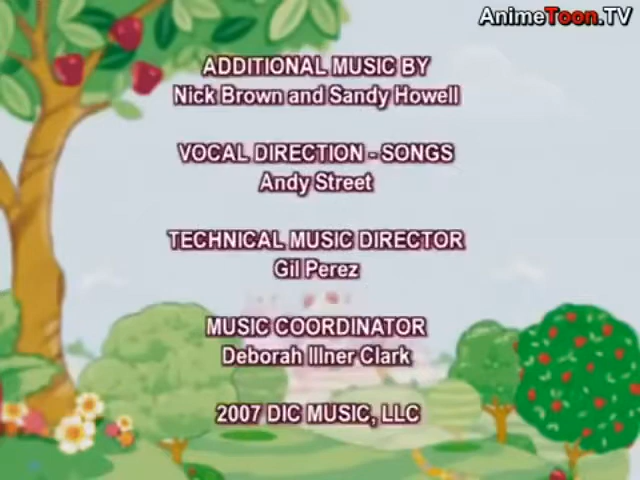 AnimeToon.TV
ADDITIONAL MUSIC BY
Nick Brown and Sandy Howell
VOCAL DIRECTION - SONGS
Andy Street
TECHNICAL MUSIC DIRECTOR
Gil Perez
MUSIC COORDINATOR
Deborah Illner Clark
2007 DIC MUSIC, LLC